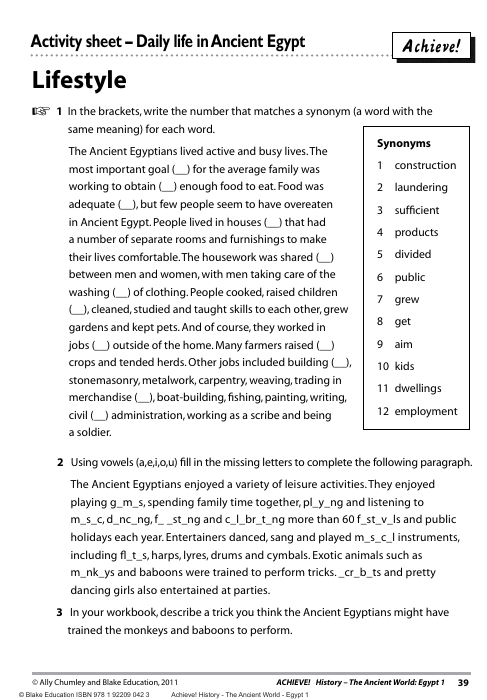 Activity sheet – Daily life in Ancient Egypt
Achieve!
Lifestyle
1 In the brackets, write the number that matches a synonym (a word with the
same meaning) for each word.
The Ancient Egyptians lived active and busy lives. The
most important goal (__) for the average family was
working to obtain (__) enough food to eat. Food was
adequate (__), but few people seem to have overeaten
in Ancient Egypt. People lived in houses (__) that had
a number of separate rooms and furnishings to make
their lives comfortable. The housework was shared (__)
between men and women, with men taking care of the
washing (__) of clothing. People cooked, raised children
(__), cleaned, studied and taught skills to each other, grew
gardens and kept pets. And of course, they worked in
jobs (__) outside of the home. Many farmers raised (__)
crops and tended herds. Other jobs included building (__),
stonemasonry, metalwork, carpentry, weaving, trading in
merchandise (__), boat-building, fishing, painting, writing,
civil (__) administration, working as a scribe and being
a soldier.
Synonyms
1 construction
2 laundering
3 sufficient
4 products
5 divided
6 public
7 grew
8 get
9 aim
10 kids
11 dwellings
12 employment
2 Using vowels (a,e,i,o,u) fill in the missing letters to complete the following paragraph.
The Ancient Egyptians enjoyed a variety of leisure activities. They enjoyed
playing g_m_s, spending family time together, pl_y_ng and listening to
m_s_c, d_nc_ng, f_ _st_ng and c_l_br_t_ng more than 60 f_st_v_ls and public
holidays each year. Entertainers danced, sang and played m_s_c_l instruments,
including fl_t_s, harps, lyres, drums and cymbals. Exotic animals such as
m_nk_ys and baboons were trained to perform tricks. _cr_b_ts and pretty
dancing girls also entertained at parties.
3 In your workbook, describe a trick you think the Ancient Egyptians might have
trained the monkeys and baboons to perform.
© Ally Chumley and Blake Education, 2011
ACHIEVE! History – The Ancient World: Egypt 1 39
© Blake Education ISBN 978 1 92209 042 3 Achieve! History - The Ancient World - Egypt 1